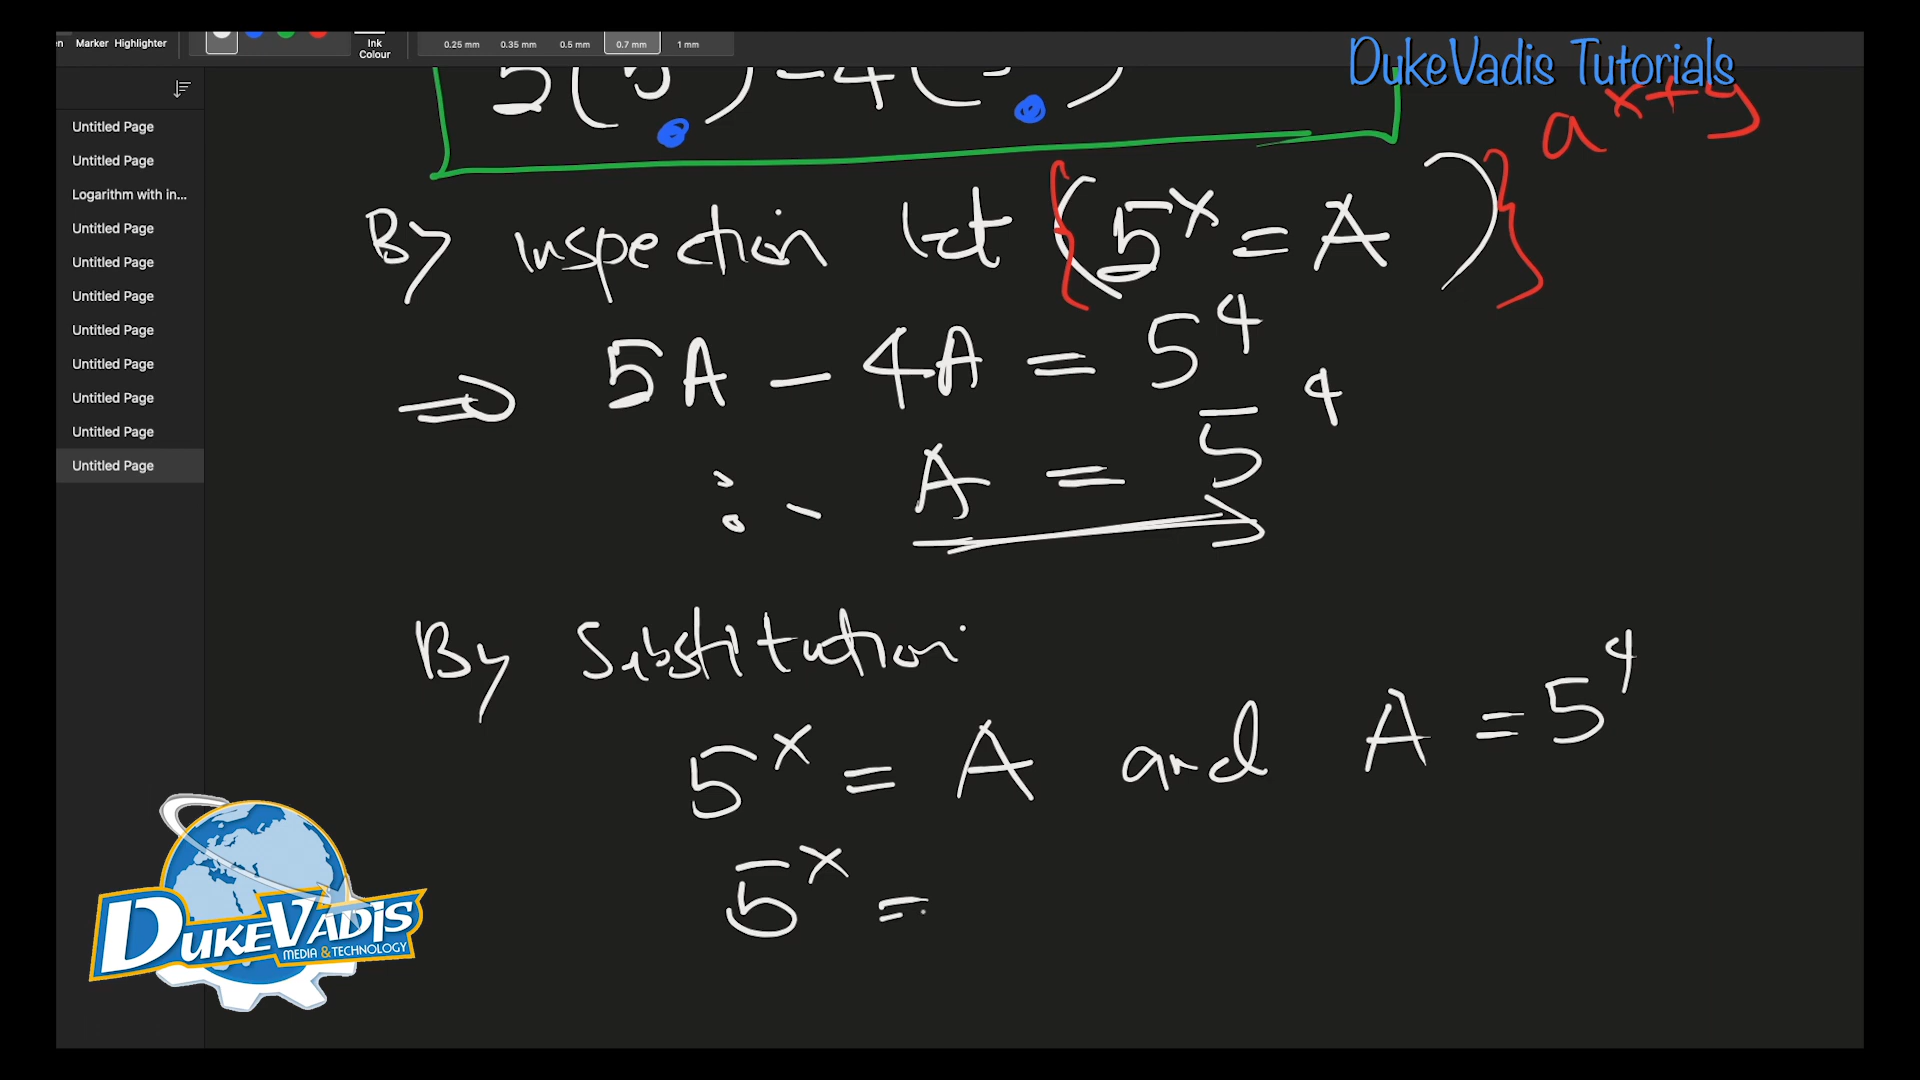 Marker Highlighter
Ink
Colour
0.25 mm 0.35 mm 0.5 mm 0.7 mm 1 mm
DukeVadis Tutorials
Untitled Page
Untitled Page
Logarithm with in...
Untitled Page
Untitled Page
Untitled Page
Untitled Page
Untitled Page
Untitled Page
Untitled Page
Untitled Page
a^x+y
By inspection let {(5^x = A)}
⇒ 5A - 4A = 5^4
∴ A = 5^4
By Substitution
5^x = A and A = 5^4
5^x =
DUKEVADIS
MEDIA & TECHNOLOGY